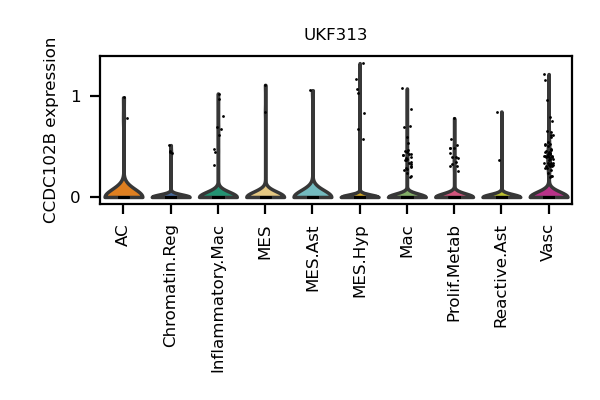 UKF313
CCDC102B expression
1
0
AC
Chromatin.Reg
Inflammatory.Mac
MES
MES.Ast
MES.Hyp
Mac
Prolif.Metab
Reactive.Ast
Vasc